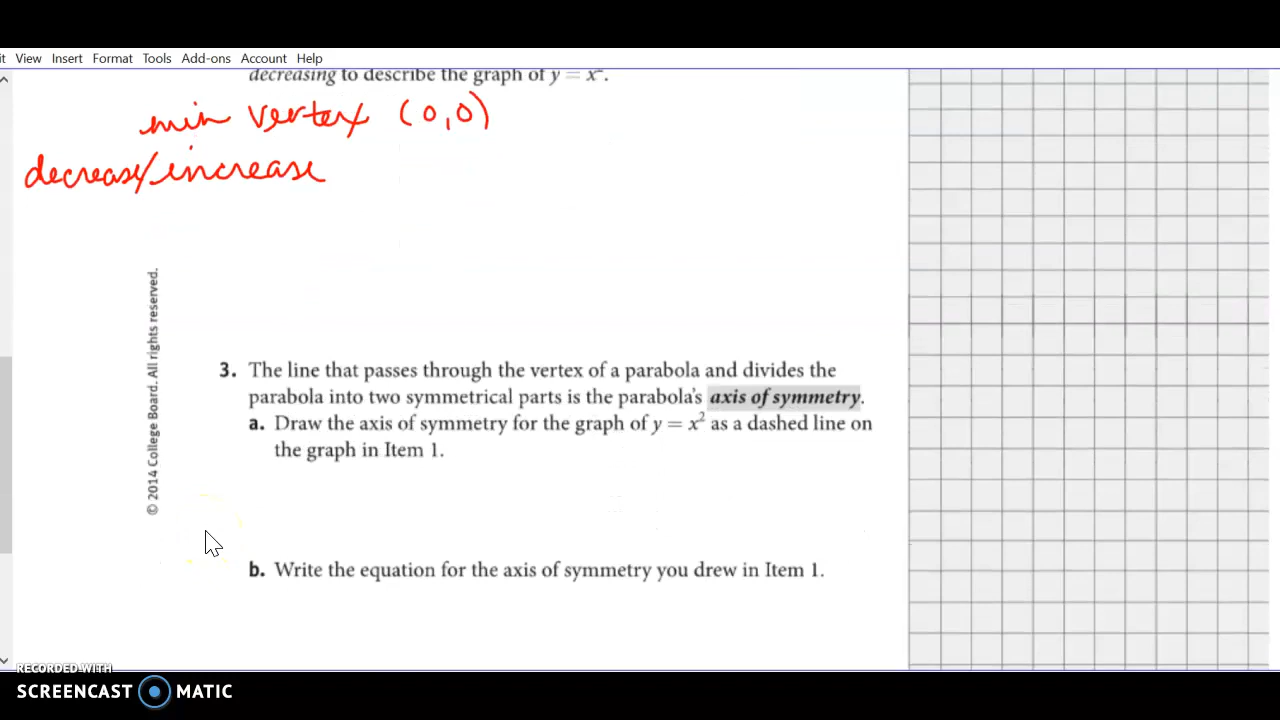 it View Insert Format Tools Add-ons Account Help
decreasing to describe the graph of y = x².
min vertex (0,0)
decrease/increase
© 2014 College Board. All rights reserved.
3. The line that passes through the vertex of a parabola and divides the
parabola into two symmetrical parts is the parabola's axis of symmetry.
a. Draw the axis of symmetry for the graph of y = x² as a dashed line on
the graph in Item 1.
b. Write the equation for the axis of symmetry you drew in Item 1.
RECORDED WITH
SCREENCAST MATIC